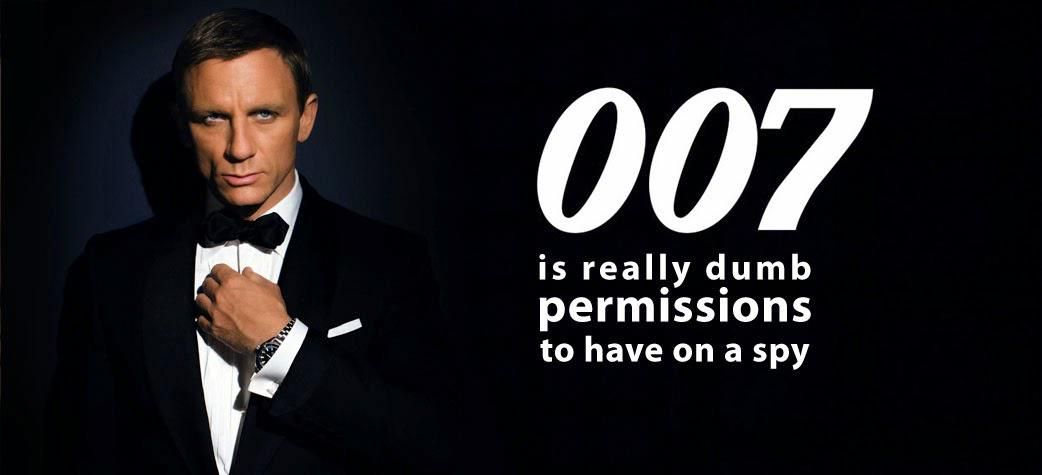 007
is really dumb
permissions
to have on a spy